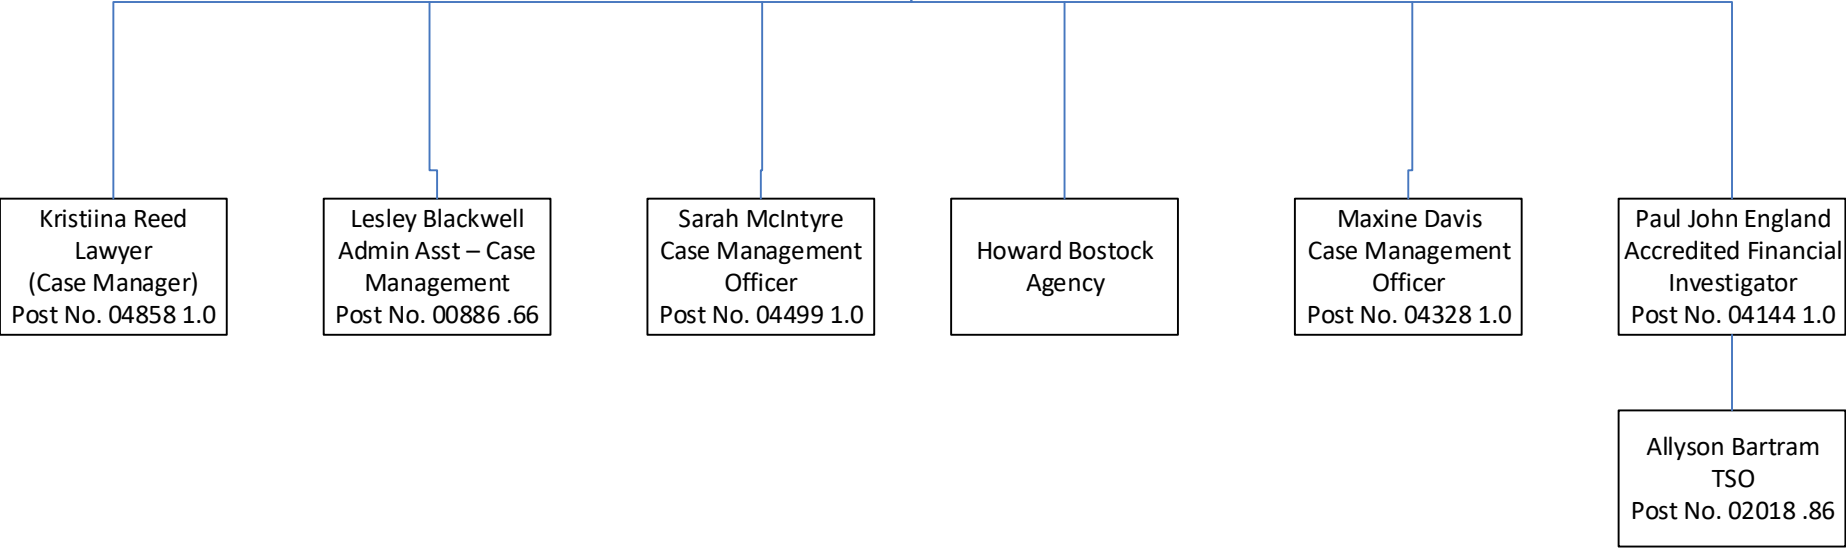 Kristiina Reed
Lawyer
(Case Manager)
Post No. 04858 1.0
Lesley Blackwell
Admin Asst – Case
Management
Post No. 00886 .66
Sarah McIntyre
Case Management
Officer
Post No. 04499 1.0
Howard Bostock
Agency
Maxine Davis
Case Management
Officer
Post No. 04328 1.0
Paul John England
Accredited Financial
Investigator
Post No. 04144 1.0
Allyson Bartram
TSO
Post No. 02018 .86